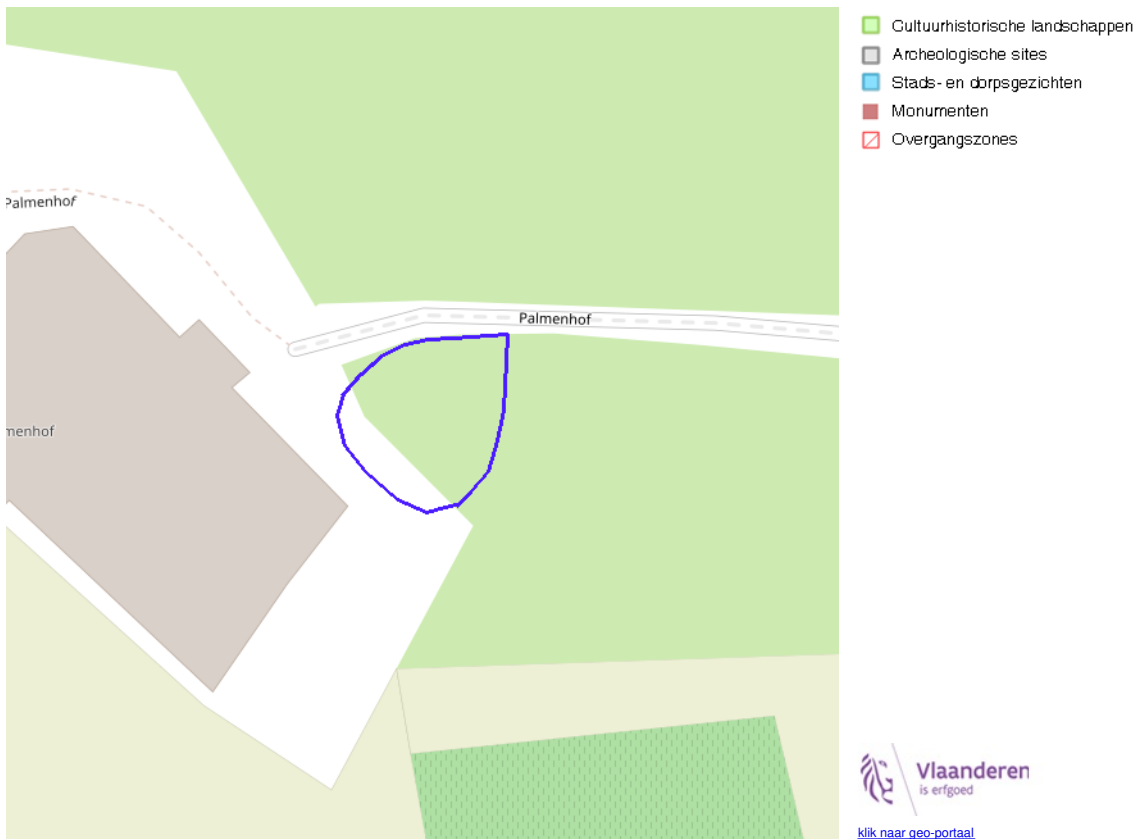 Cultuurhistorische landschappen
Archeologische sites
Stads- en dorpsgezichten
Monumenten
Overgangszones
Palmenhof
Palmenhof
menhof
Vlaanderen
is erfgoed
klik naar geo-portaal